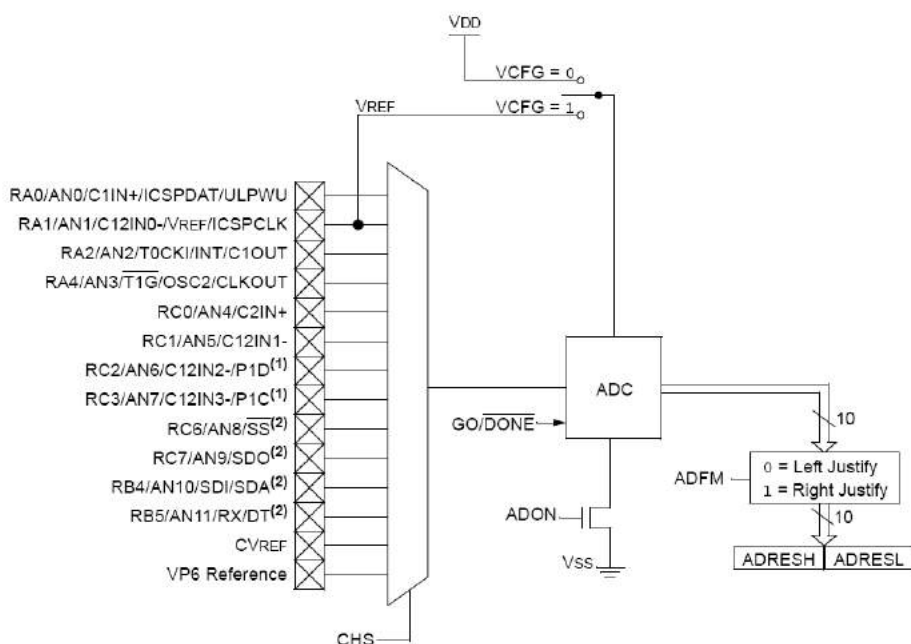 VDD
VCFG = 0
VREF
VCFG = 1
RA0/AN0/C1IN+/ICSPDAT/ULPWU
RA1/AN1/C12IN0-/VREF/ICSPCLK
RA2/AN2/T0CKI/INT/C1OUT
RA4/AN3/T1G/OSC2/CLKOUT
RC0/AN4/C2IN+
RC1/AN5/C12IN1-
RC2/AN6/C12IN2-/P1D(1)
RC3/AN7/C12IN3-/P1C(1)
RC6/AN8/SS(2)
RC7/AN9/SDO(2)
RB4/AN10/SDI/SDA(2)
RB5/AN11/RX/DT(2)
CVREF
VP6 Reference
CHS
ADC
GO/DONE
ADON
VSS
10
ADFM
0 = Left Justify
1 = Right Justify
10
ADRESH ADRESL